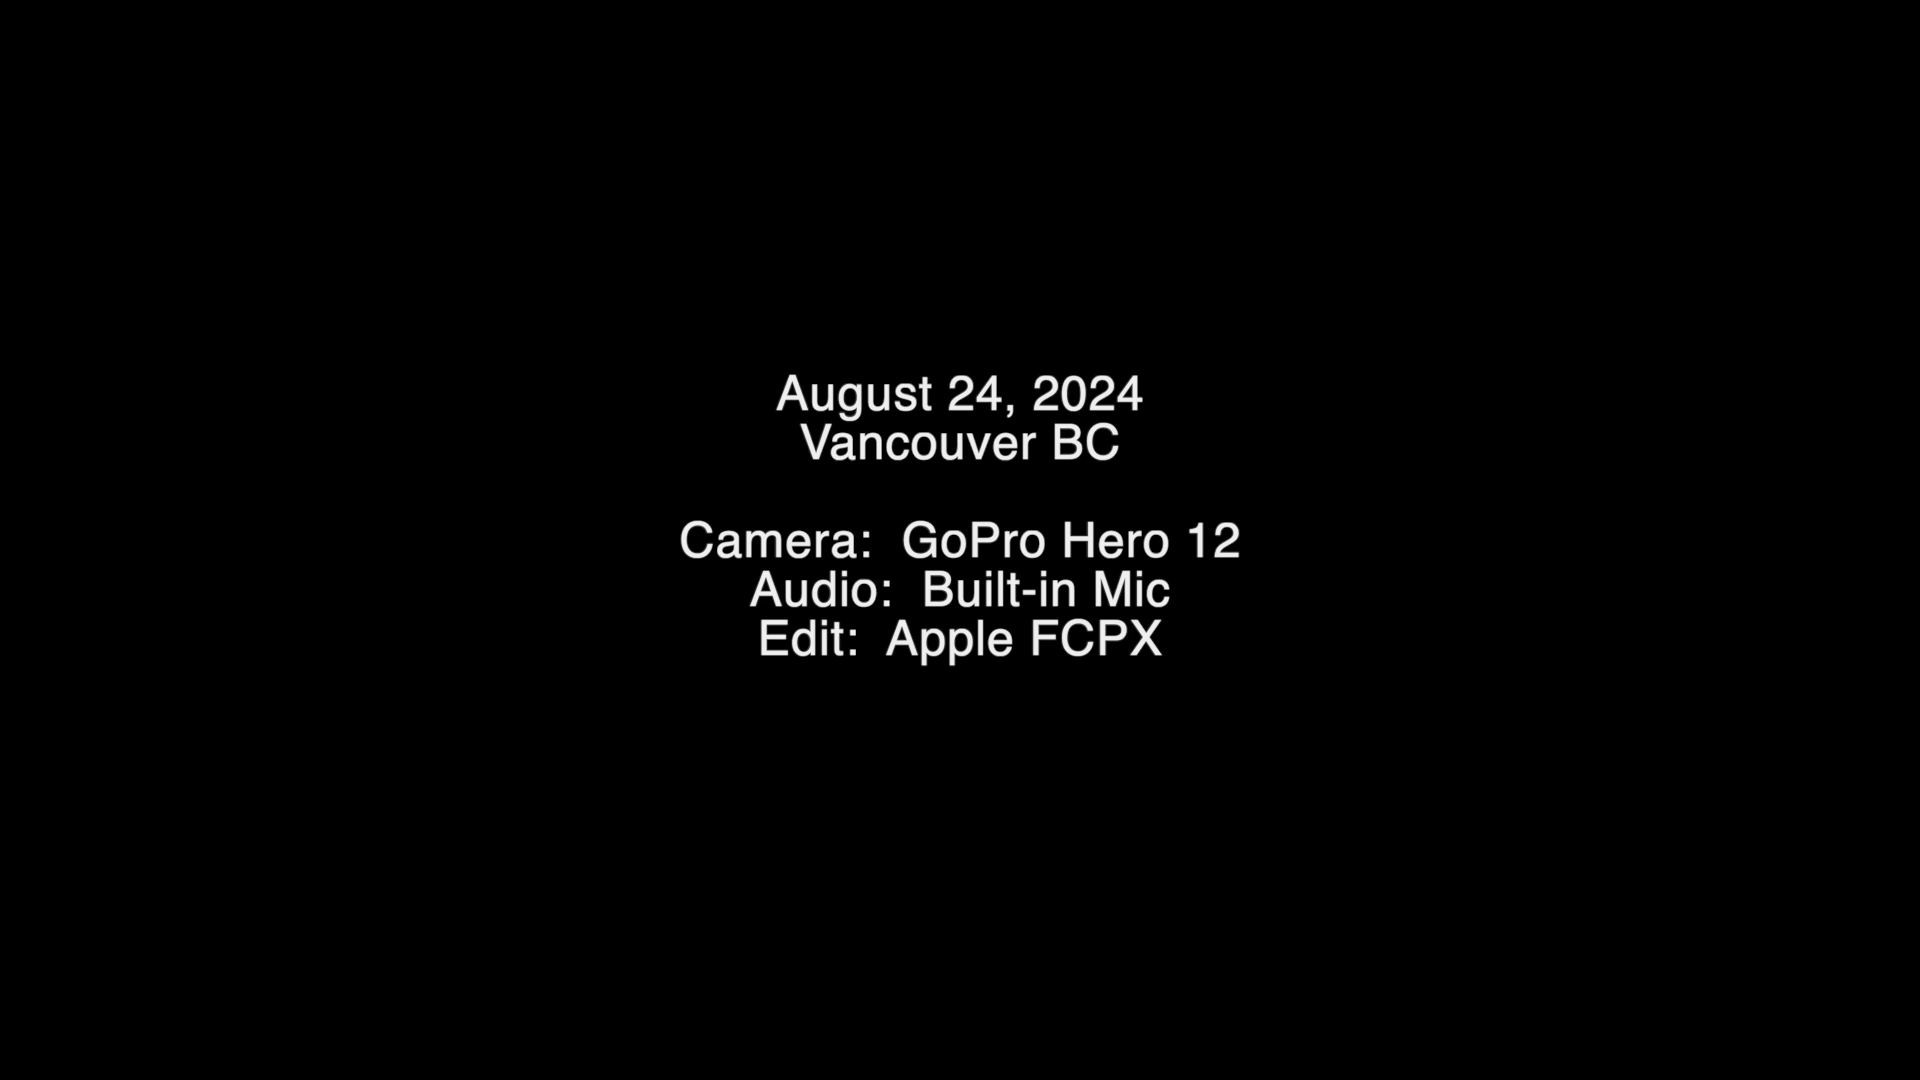 August 24, 2024
Vancouver BC
Camera:  GoPro Hero 12
Audio:  Built-in Mic
Edit:  Apple FCPX